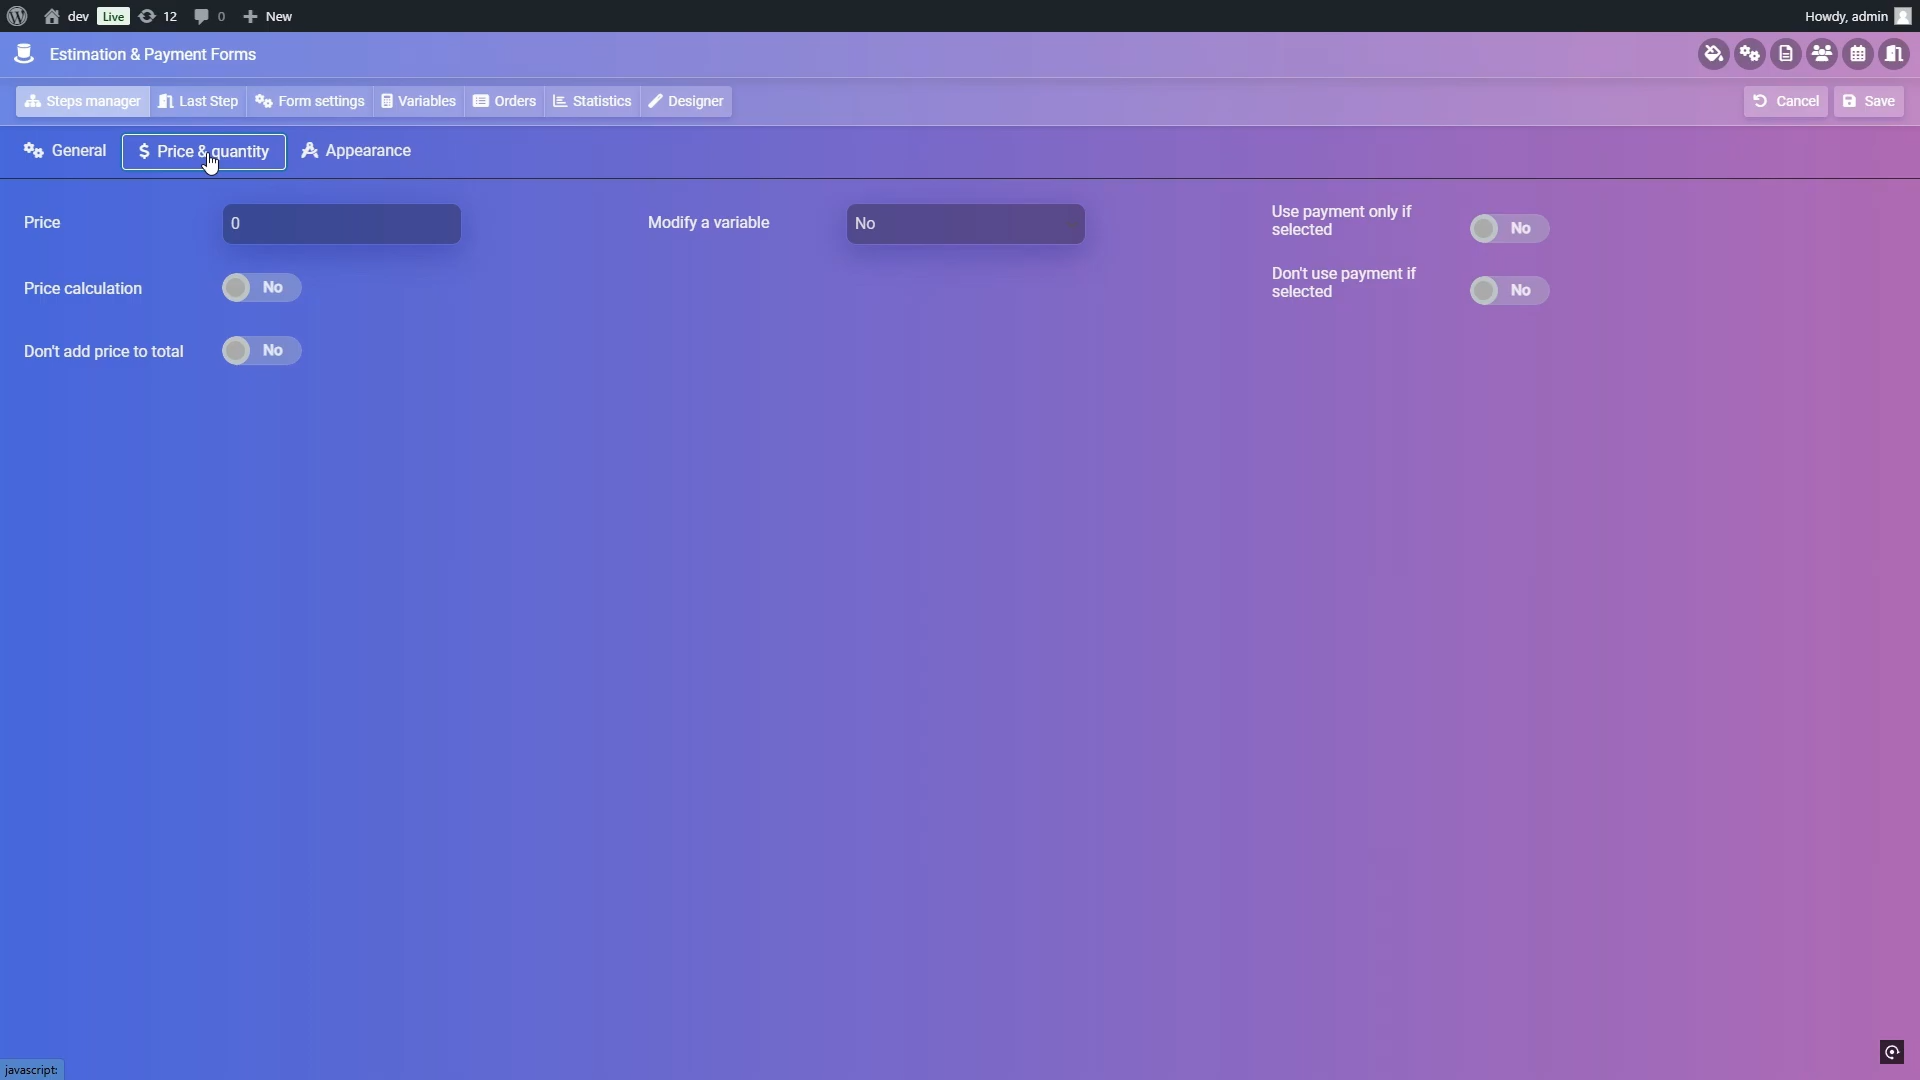 dev Live 12 0 New Howdy, admin
Estimation & Payment Forms
Steps manager Last Step Form settings Variables Orders Statistics Designer Cancel Save
General $ Price & quantity Appearance
Price 0 Modify a variable No Use payment only if
selected No
Price calculation No Don't use payment if
selected No
Don't add price to total No
javascript: